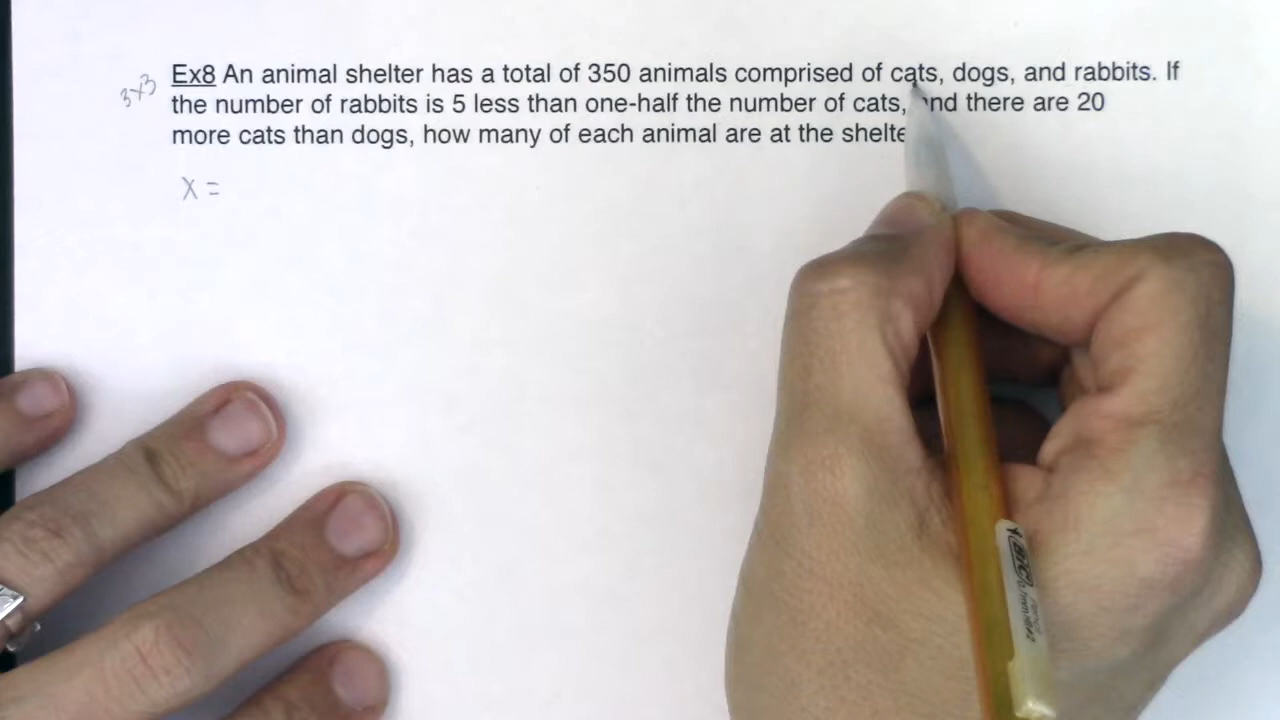 3x3 Ex8 An animal shelter has a total of 350 animals comprised of cats, dogs, and rabbits. If
the number of rabbits is 5 less than one-half the number of cats, and there are 20
more cats than dogs, how many of each animal are at the shelte
x =
BIC